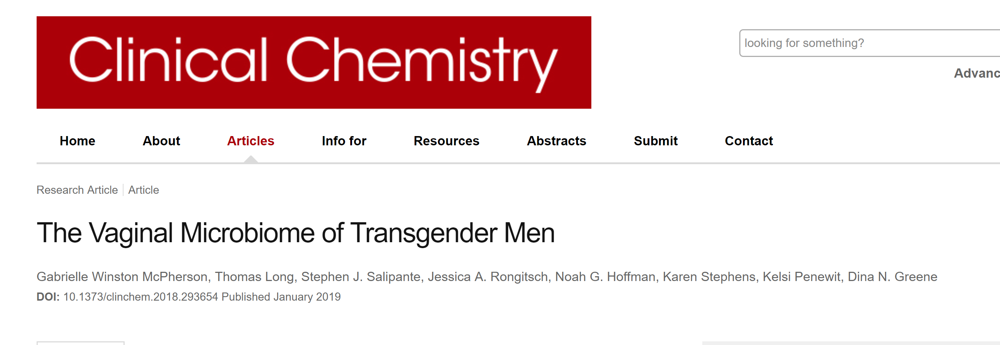 Clinical Chemistry
looking for something?
Advanc
Home About Articles Info for Resources Abstracts Submit Contact
Research Article | Article
The Vaginal Microbiome of Transgender Men
Gabrielle Winston McPherson, Thomas Long, Stephen J. Salipante, Jessica A. Rongitsch, Noah G. Hoffman, Karen Stephens, Kelsi Penewit, Dina N. Greene
DOI: 10.1373/clinchem.2018.293654 Published January 2019